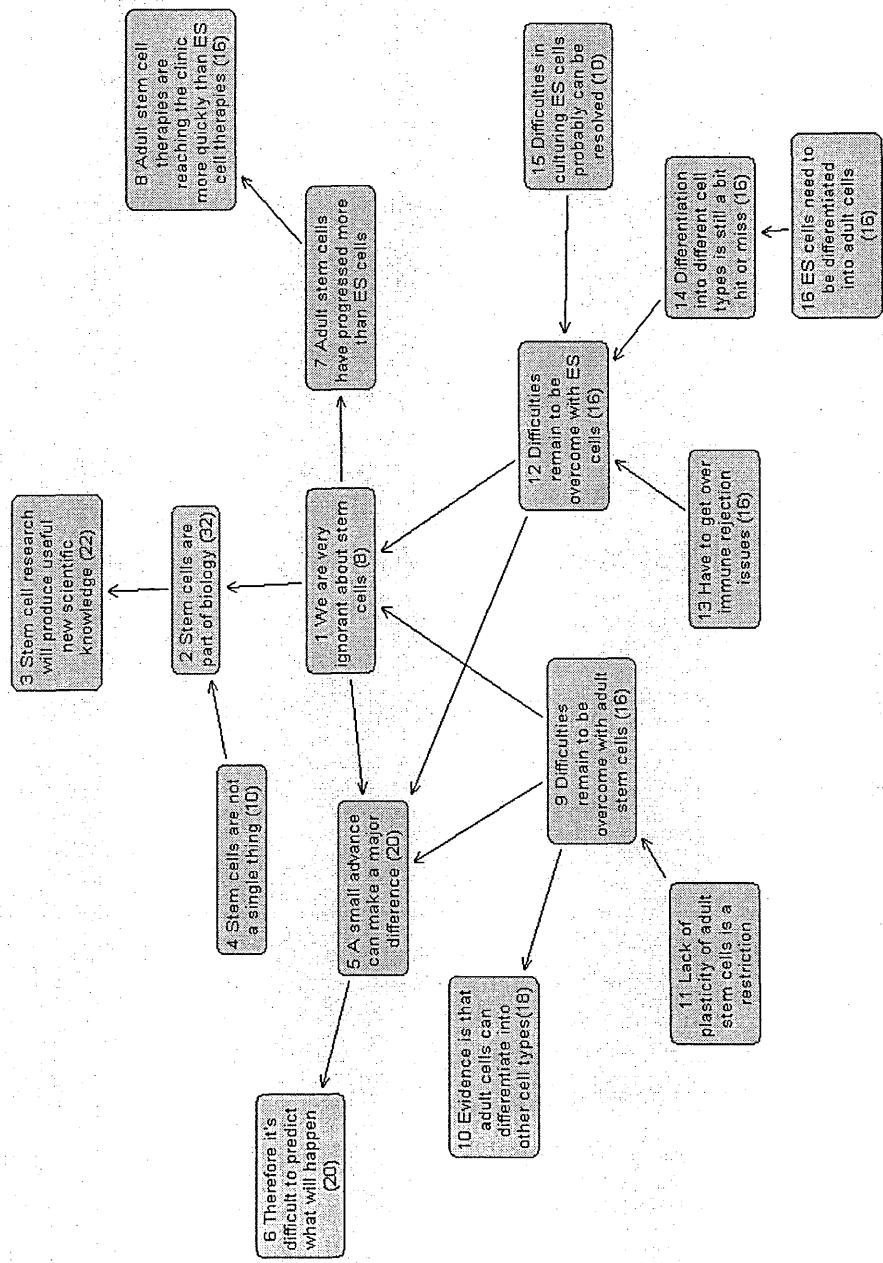 3 Stem cell research
will produce useful
new scientific
knowledge (22)
8 Adult stem cell
therapies are
reaching the clinic
more quickly than ES
cell therapies (16)
4 Stem cells are not
a single thing (10)
2 Stem cells are
part of biology (32)
7 Adult stem cells
have progressed more
than ES cells
6 Therefore it's
difficult to predict
what will happen
(20)
5 A small advance
can make a major
difference (20)
1 We are very
ignorant about stem
cells (8)
10 Evidence is that
adult cells can
differentiate into
other cell types(18)
9 Difficulties
remain to be
overcome with adult
stem cells (16)
12 Difficulties
remain to be
overcome with ES
cells (16)
15 Difficulties in
culturing ES cells
probably can be
resolved (10)
11 Lack of
plasticity of adult
stem cells is a
restriction
13 Have to get over
immune rejection
issues (16)
14 Differentiation
into different cell
types is still a bit
hit or miss (16)
16 ES cells need to
be differentiated
into adult cells
(16)